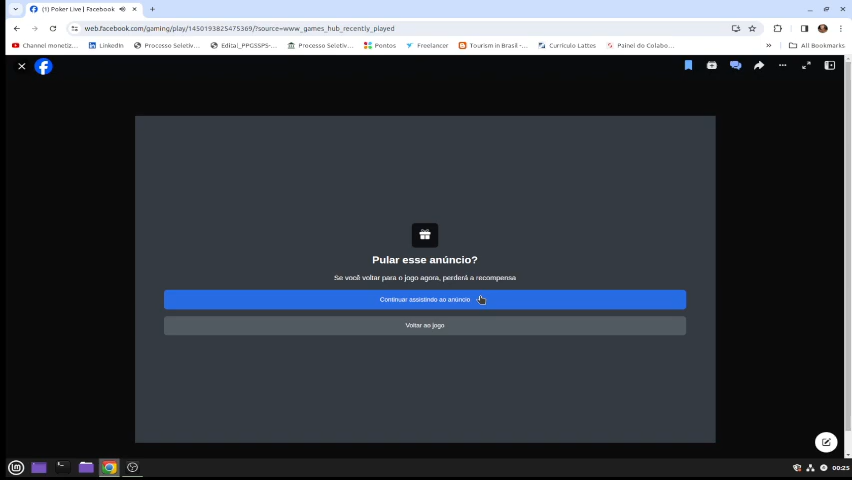 (1) Poker Live | Facebook
web.facebook.com/gaming/play/1450193825475369/?source=www_games_hub_recently_played
Channel monetiz... LinkedIn Processo Seletiv... Edital_PPGSSPS-... Processo Seletiv... Pontos Freelancer Tourism in Brasil -... Currículo Lattes Painel do Colabo... » All Bookmarks
Pular esse anúncio?
Se você voltar para o jogo agora, perderá a recompensa
Continuar assistindo ao anúncio
Voltar ao jogo
00:25